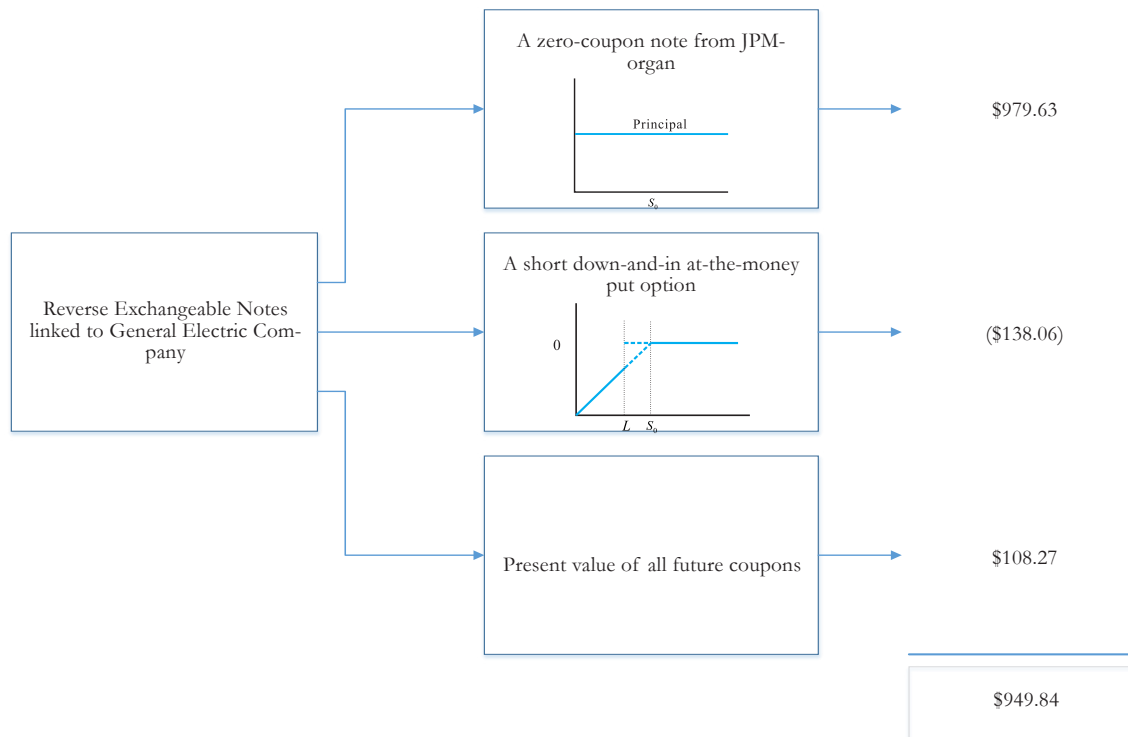 Reverse Exchangeable Notes
linked to General Electric Com-
pany
A zero-coupon note from JPM-
organ
Principal
S₀
$979.63
A short down-and-in at-the-money
put option
0
L S₀
($138.06)
Present value of all future coupons
$108.27
$949.84